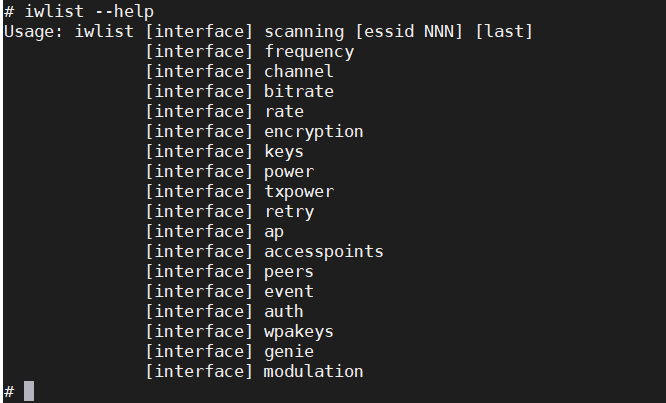 # iwlist --help
Usage: iwlist [interface] scanning [essid NNN] [last]
[interface] frequency
[interface] channel
[interface] bitrate
[interface] rate
[interface] encryption
[interface] keys
[interface] power
[interface] txpower
[interface] retry
[interface] ap
[interface] accesspoints
[interface] peers
[interface] event
[interface] auth
[interface] wpakeys
[interface] genie
[interface] modulation
#